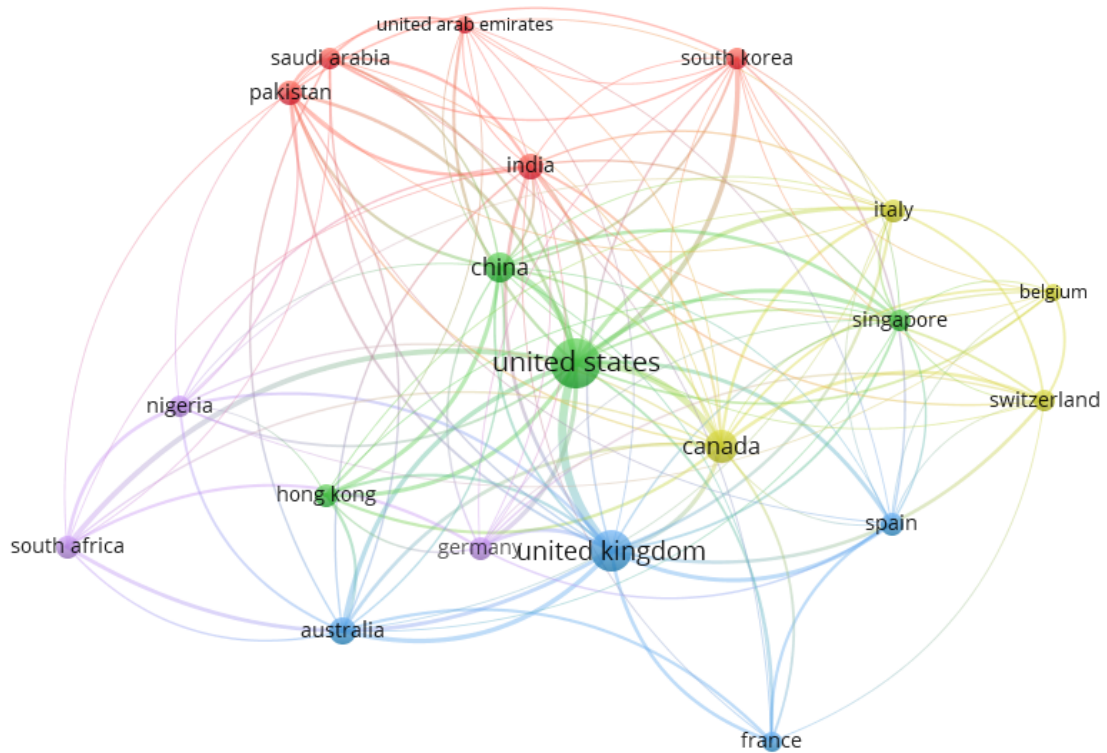 united arab emirates
saudi arabia
south korea
pakistan
india
italy
china
belgium
singapore
united states
switzerland
nigeria
canada
hong kong
spain
south africa
germany
united kingdom
australia
france